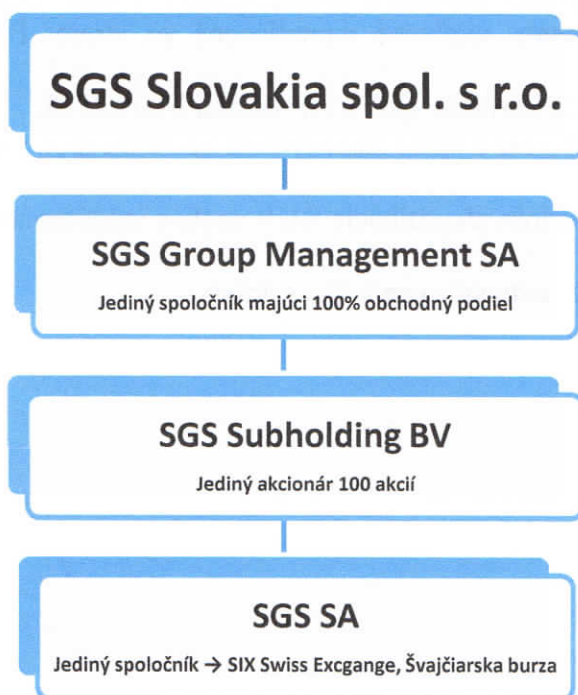 SGS Slovakia spol. s r.o.
SGS Group Management SA
Jediný spoločník majúci 100% obchodný podiel
SGS Subholding BV
Jediný akcionár 100 akcií
SGS SA
Jediný spoločník → SIX Swiss Excgange, Švajčiarska burza